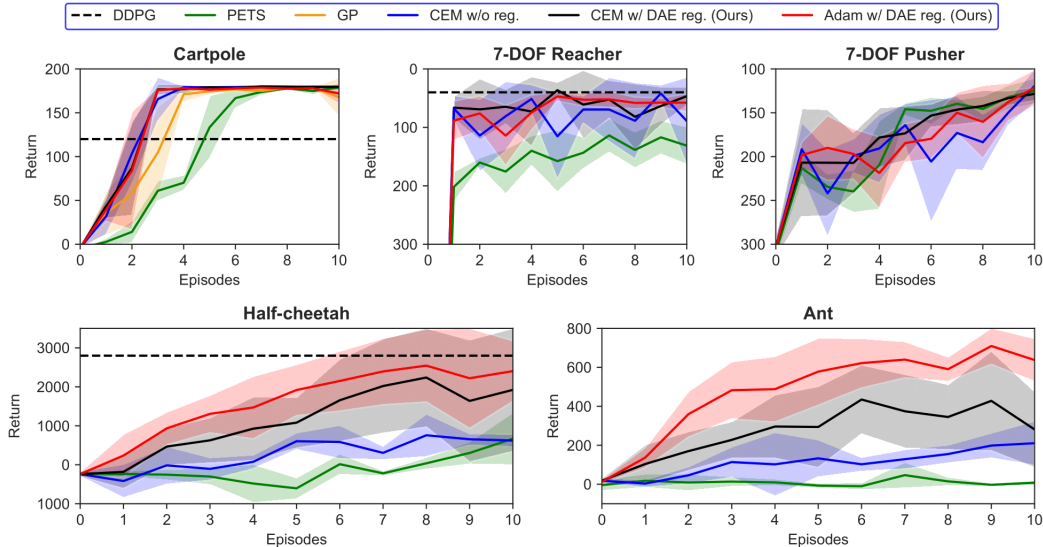 DDPG PETS GP CEM w/o reg. CEM w/ DAE reg. (Ours) Adam w/ DAE reg. (Ours)
Cartpole
200
150
100
50
0
Return
0 2 4 6 8 10
Episodes
7-DOF Reacher
0
100
200
300
Return
0 2 4 6 8 10
Episodes
7-DOF Pusher
100
150
200
250
300
Return
0 2 4 6 8 10
Episodes
Half-cheetah
3000
2000
1000
0
1000
Return
0 1 2 3 4 5 6 7 8 9 10
Episodes
Ant
800
600
400
200
0
Return
0 1 2 3 4 5 6 7 8 9 10
Episodes